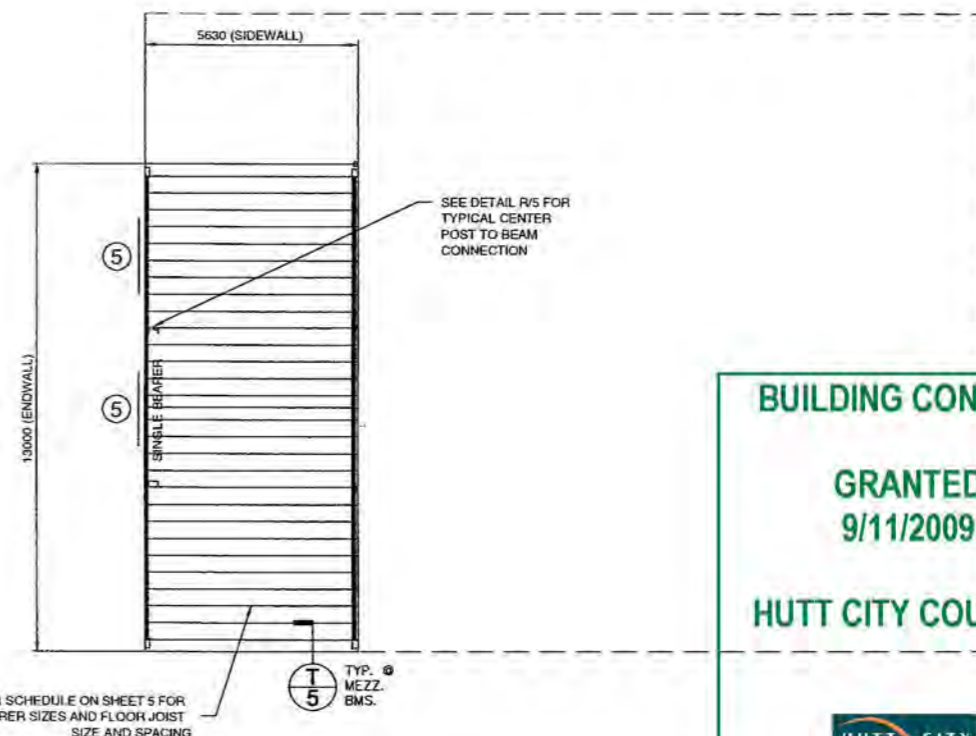 5630 (SIDEWALL)
SEE DETAIL R/5 FOR
TYPICAL CENTER
POST TO BEAM
CONNECTION
5
13000 (ENDWALL)
5
SINGLE BEARER
BUILDING CON
GRANTED
9/11/2009
HUTT CITY COU
T
5
TYP. @
MEZZ.
BMS.
SCHEDULE ON SHEET 5 FOR
RER SIZES AND FLOOR JOIST
SIZE AND SPACING
HUTT CITY